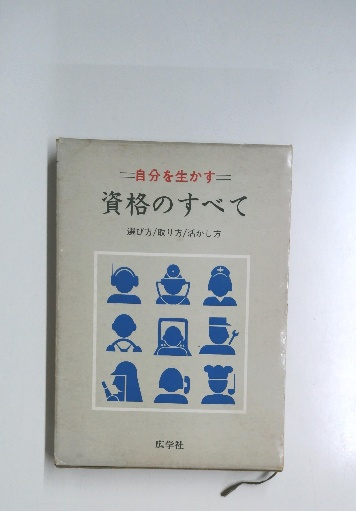 自分を生かす
資格のすべて
選び方/取り方/活かし方
広学社